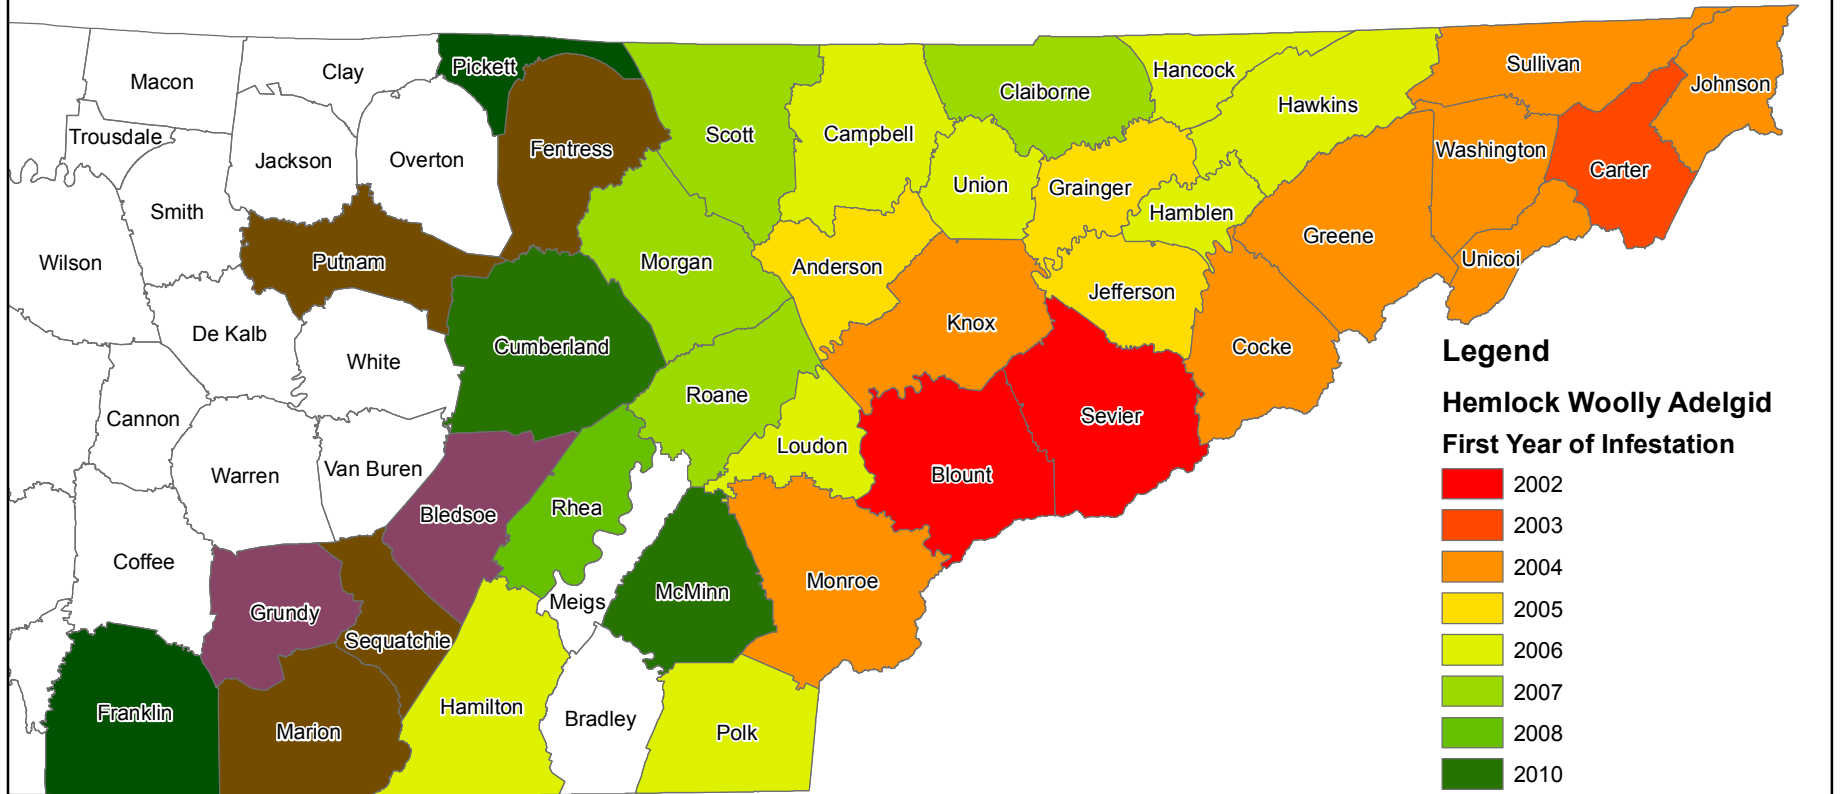 Macon
Clay
Pickett
Scott
Campbell
Claiborne
Hancock
Hawkins
Sullivan
Johnson
Trousdale
Jackson
Overton
Fentress
Union
Grainger
Hamblen
Washington
Carter
Smith
Wilson
Putnam
Morgan
Anderson
Jefferson
Greene
Unicoi
De Kalb
White
Cumberland
Knox
Cocke
Cannon
Roane
Loudon
Sevier
Warren
Van Buren
Blount
Bledsoe
Rhea
Coffee
Grundy
Sequatchie
Meigs
McMinn
Monroe
Franklin
Marion
Hamilton
Bradley
Polk
Legend
Hemlock Woolly Adelgid
First Year of Infestation
2002
2003
2004
2005
2006
2007
2008
2010